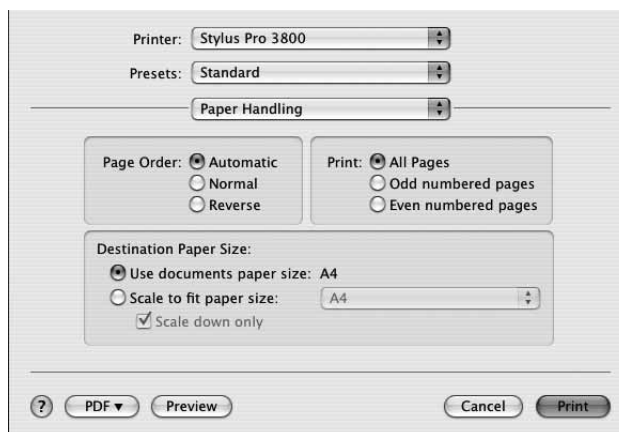 Printer: Stylus Pro 3800
Presets: Standard
Paper Handling
Page Order: Automatic
Normal
Reverse
Print: All Pages
Odd numbered pages
Even numbered pages
Destination Paper Size:
Use documents paper size: A4
Scale to fit paper size: A4
Scale down only
? PDF Preview Cancel Print